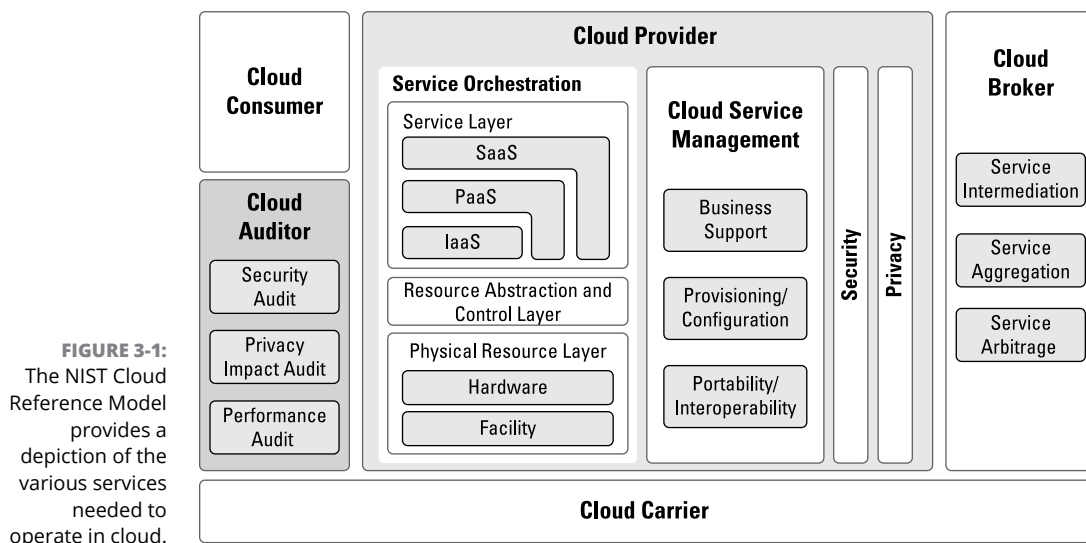 Cloud
Consumer
Cloud
Auditor
Security
Audit
Privacy
Impact Audit
Performance
Audit
Cloud Provider
Service Orchestration
Service Layer
SaaS
PaaS
IaaS
Resource Abstraction and
Control Layer
Physical Resource Layer
Hardware
Facility
Cloud Service
Management
Business
Support
Provisioning/
Configuration
Portability/
Interoperability
Security
Privacy
Cloud
Broker
Service
Intermediation
Service
Aggregation
Service
Arbitrage
Cloud Carrier
FIGURE 3-1:
The NIST Cloud
Reference Model
provides a
depiction of the
various services
needed to
operate in cloud.